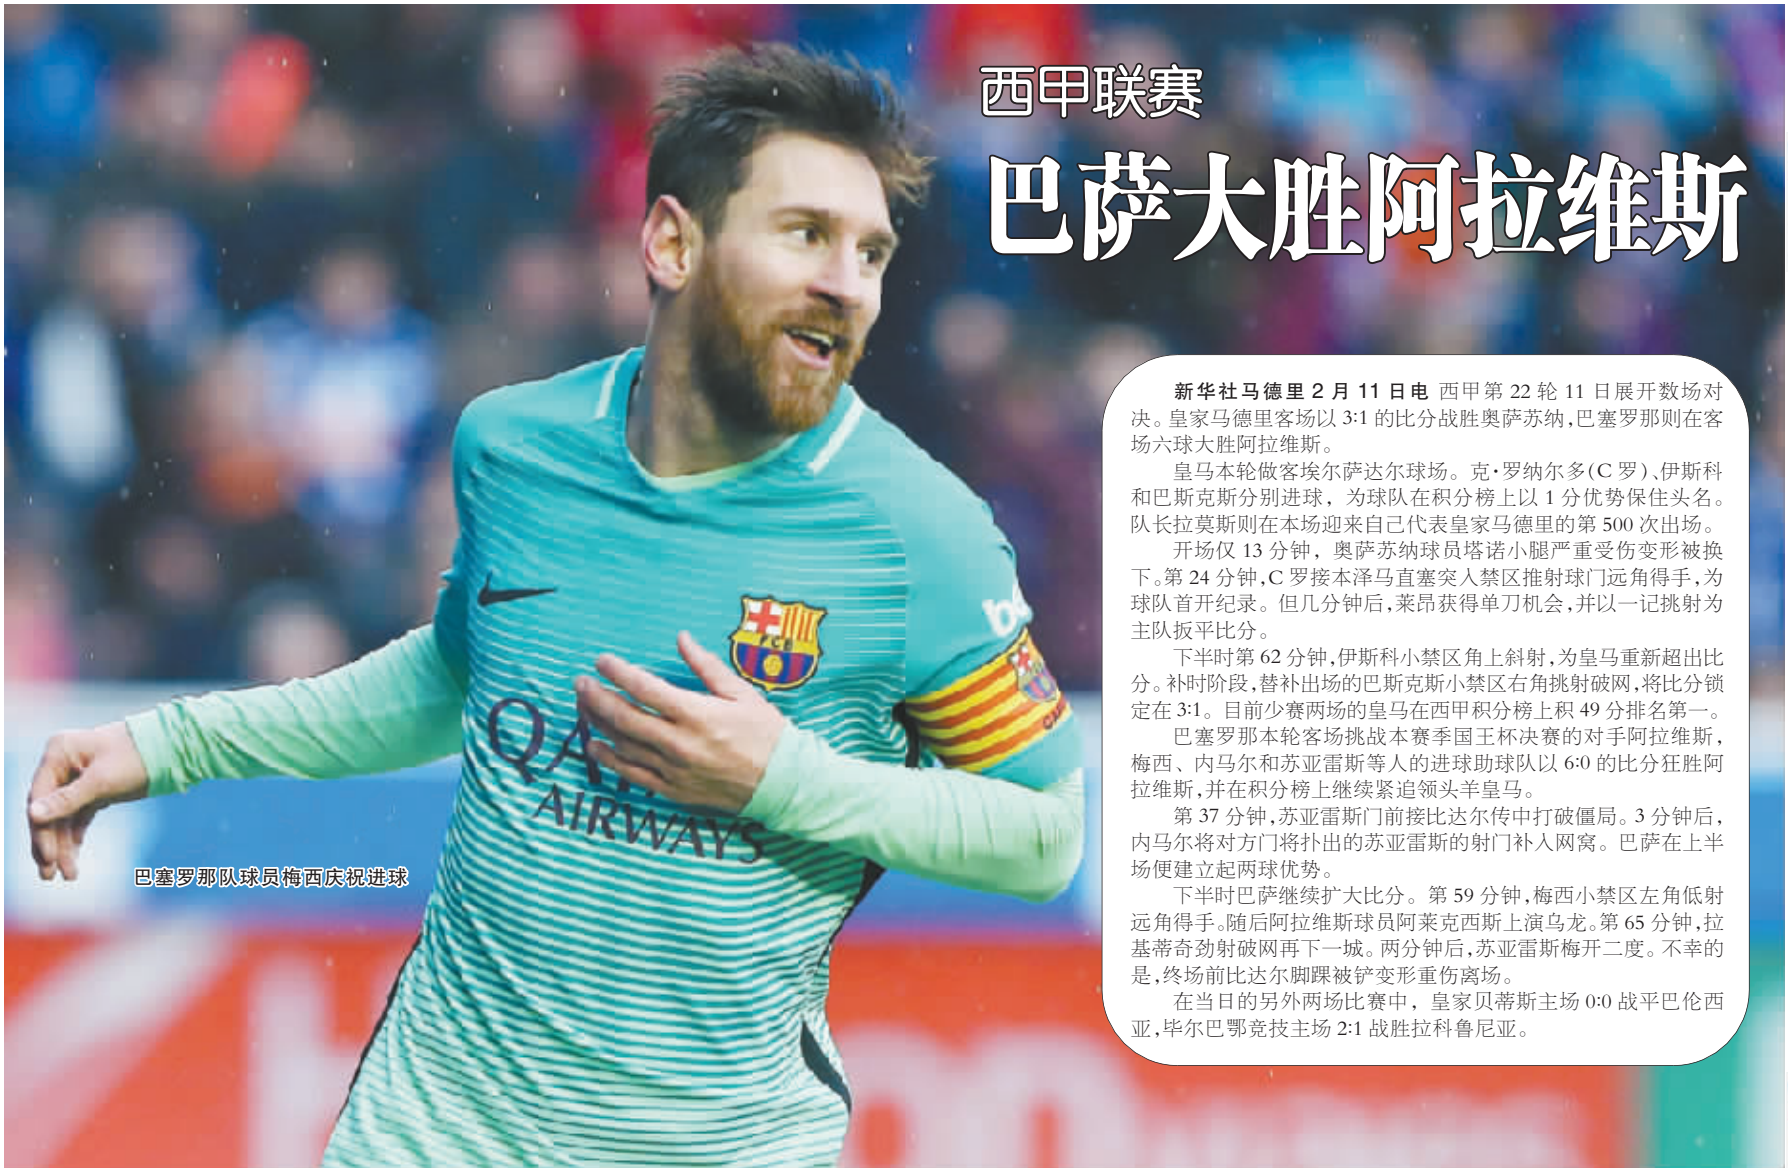 西甲联赛
巴萨大胜阿拉维斯
新华社马德里2月11日电 西甲第22轮11日展开数场对
决。皇家马德里客场以3:1的比分战胜奥萨苏纳,巴塞罗那则在客
场六球大胜阿拉维斯。
皇马本轮做客埃尔萨达尔球场。克·罗纳尔多(C罗)、伊斯科
和巴斯克斯分别进球，为球队在积分榜上以1分优势保住头名。
队长拉莫斯则在本场迎来自己代表皇家马德里的第500次出场。
开场仅13分钟，奥萨苏纳球员塔诺小腿严重受伤变形被换
下。第24分钟,C罗接本泽马直塞突入禁区推射球门远角得手,为
球队首开纪录。但几分钟后,莱昂获得单刀机会,并以一记挑射为
主队扳平比分。
下半时第62分钟,伊斯科小禁区角上斜射,为皇马重新超出比
分。补时阶段,替补出场的巴斯克斯小禁区右角挑射破网,将比分锁
定在3:1。目前少赛两场的皇马在西甲积分榜上积49分排名第一。
巴塞罗那本轮客场挑战本赛季国王杯决赛的对手阿拉维斯,
梅西、内马尔和苏亚雷斯等人的进球助球队以6:0的比分狂胜阿
拉维斯,并在积分榜上继续紧追领头羊皇马。
第37分钟,苏亚雷斯门前接比达尔传中打破僵局。3分钟后,
内马尔将对方门将扑出的苏亚雷斯的射门补入网窝。巴萨在上半
场便建立起两球优势。
下半时巴萨继续扩大比分。第59分钟,梅西小禁区左角低射
远角得手。随后阿拉维斯球员阿莱克西斯上演乌龙。第65分钟,拉
基蒂奇劲射破网再下一城。两分钟后,苏亚雷斯梅开二度。不幸的
是,终场前比达尔脚踝被铲变形重伤离场。
在当日的另外两场比赛中，皇家贝蒂斯主场0:0战平巴伦西
亚,毕尔巴鄂竞技主场2:1战胜拉科鲁尼亚。
FCB
AIRWAYS
巴塞罗那队球员梅西庆祝进球